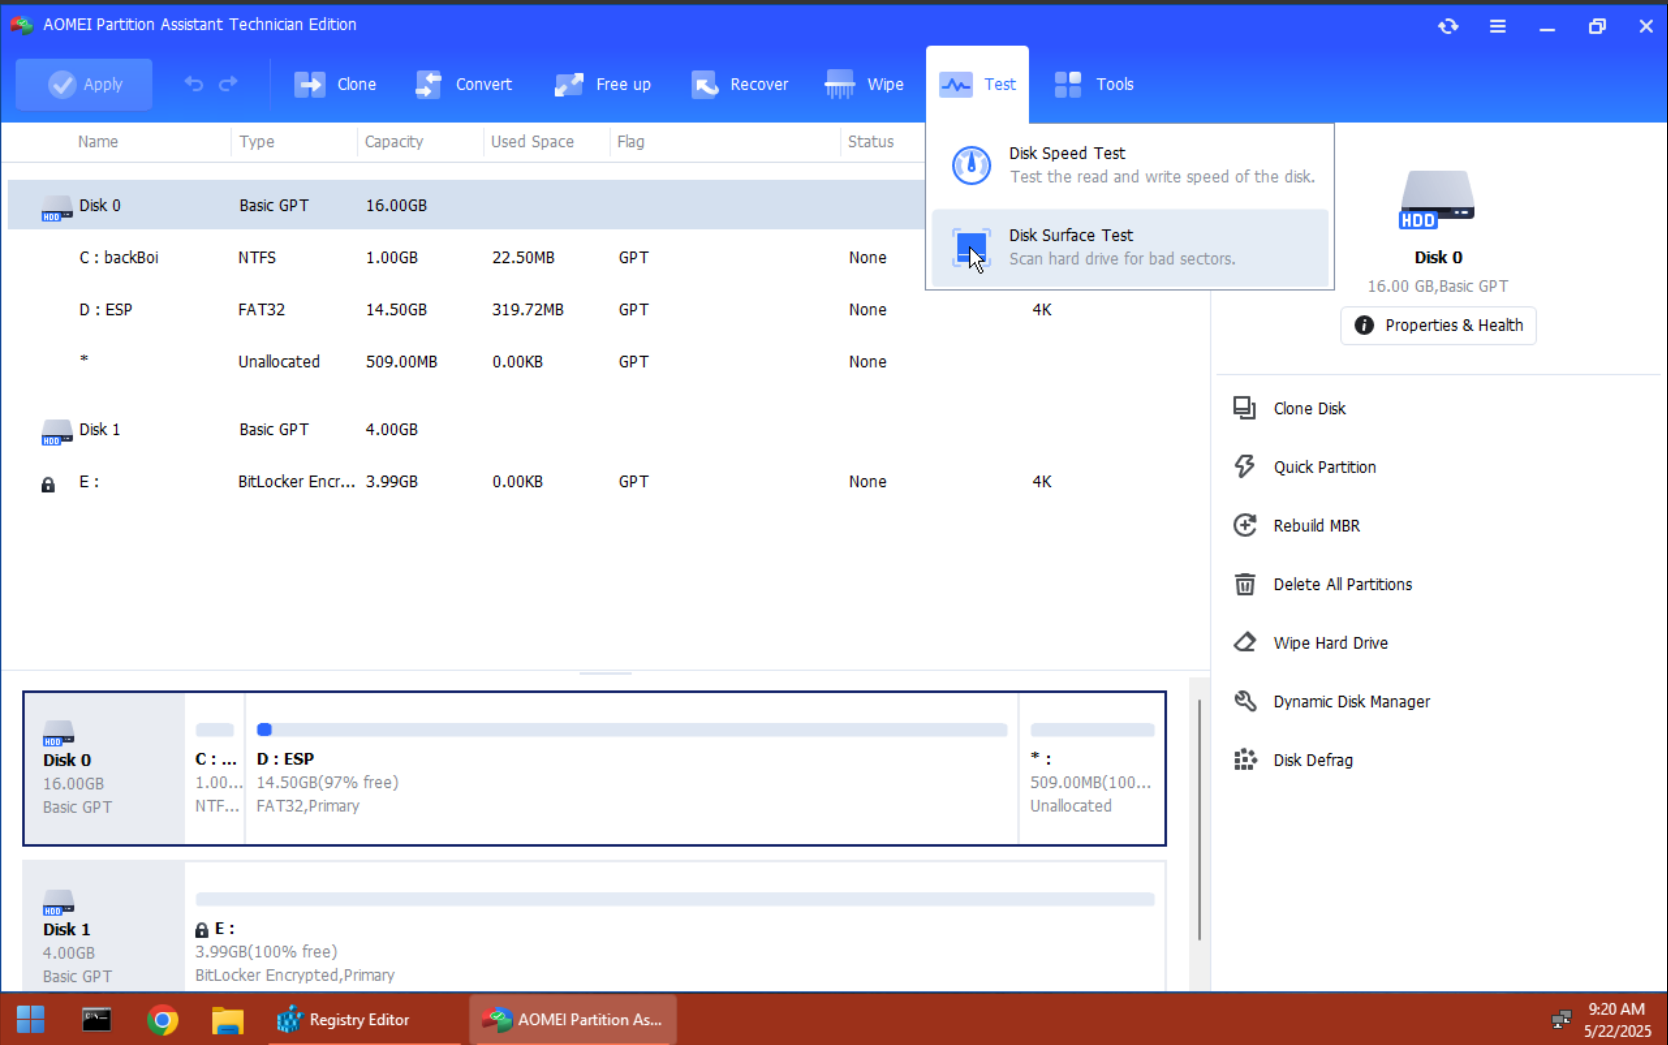 AOMEI Partition Assistant Technician Edition
Apply Clone Convert Free up Recover Wipe Test Tools
Name Type Capacity Used Space Flag Status
Disk Speed Test
Test the read and write speed of the disk.
Disk Surface Test
Scan hard drive for bad sectors.
HDD Disk 0 Basic GPT 16.00GB
C : backBoi NTFS 1.00GB 22.50MB GPT None
D : ESP FAT32 14.50GB 319.72MB GPT None 4K
* Unallocated 509.00MB 0.00KB GPT None
HDD Disk 1 Basic GPT 4.00GB
E : BitLocker Encr... 3.99GB 0.00KB GPT None 4K
HDD
Disk 0
16.00 GB,Basic GPT
Properties & Health
Clone Disk
Quick Partition
Rebuild MBR
Delete All Partitions
Wipe Hard Drive
Dynamic Disk Manager
Disk Defrag
HDD
Disk 0
16.00GB
Basic GPT
C : ...
1.00...
NTF...
D : ESP
14.50GB(97% free)
FAT32,Primary
* :
509.00MB(100...
Unallocated
HDD
Disk 1
4.00GB
Basic GPT
E :
3.99GB(100% free)
BitLocker Encrypted,Primary
Registry Editor
AOMEI Partition As...
9:20 AM
5/22/2025